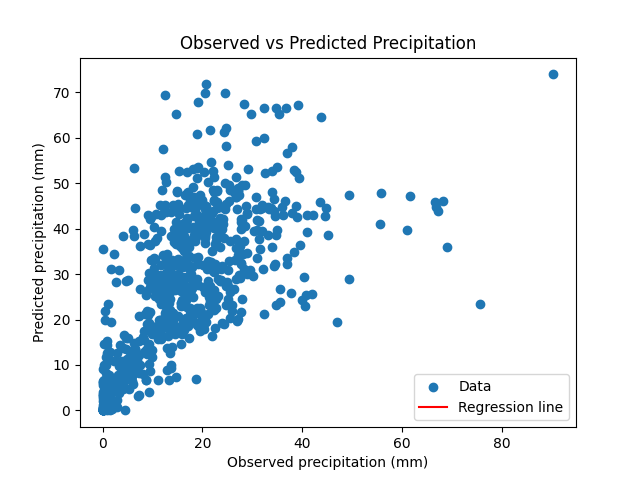 Observed vs Predicted Precipitation
Predicted precipitation (mm)
70
60
50
40
30
20
10
0
Data
Regression line
0 20 40 60 80
Observed precipitation (mm)